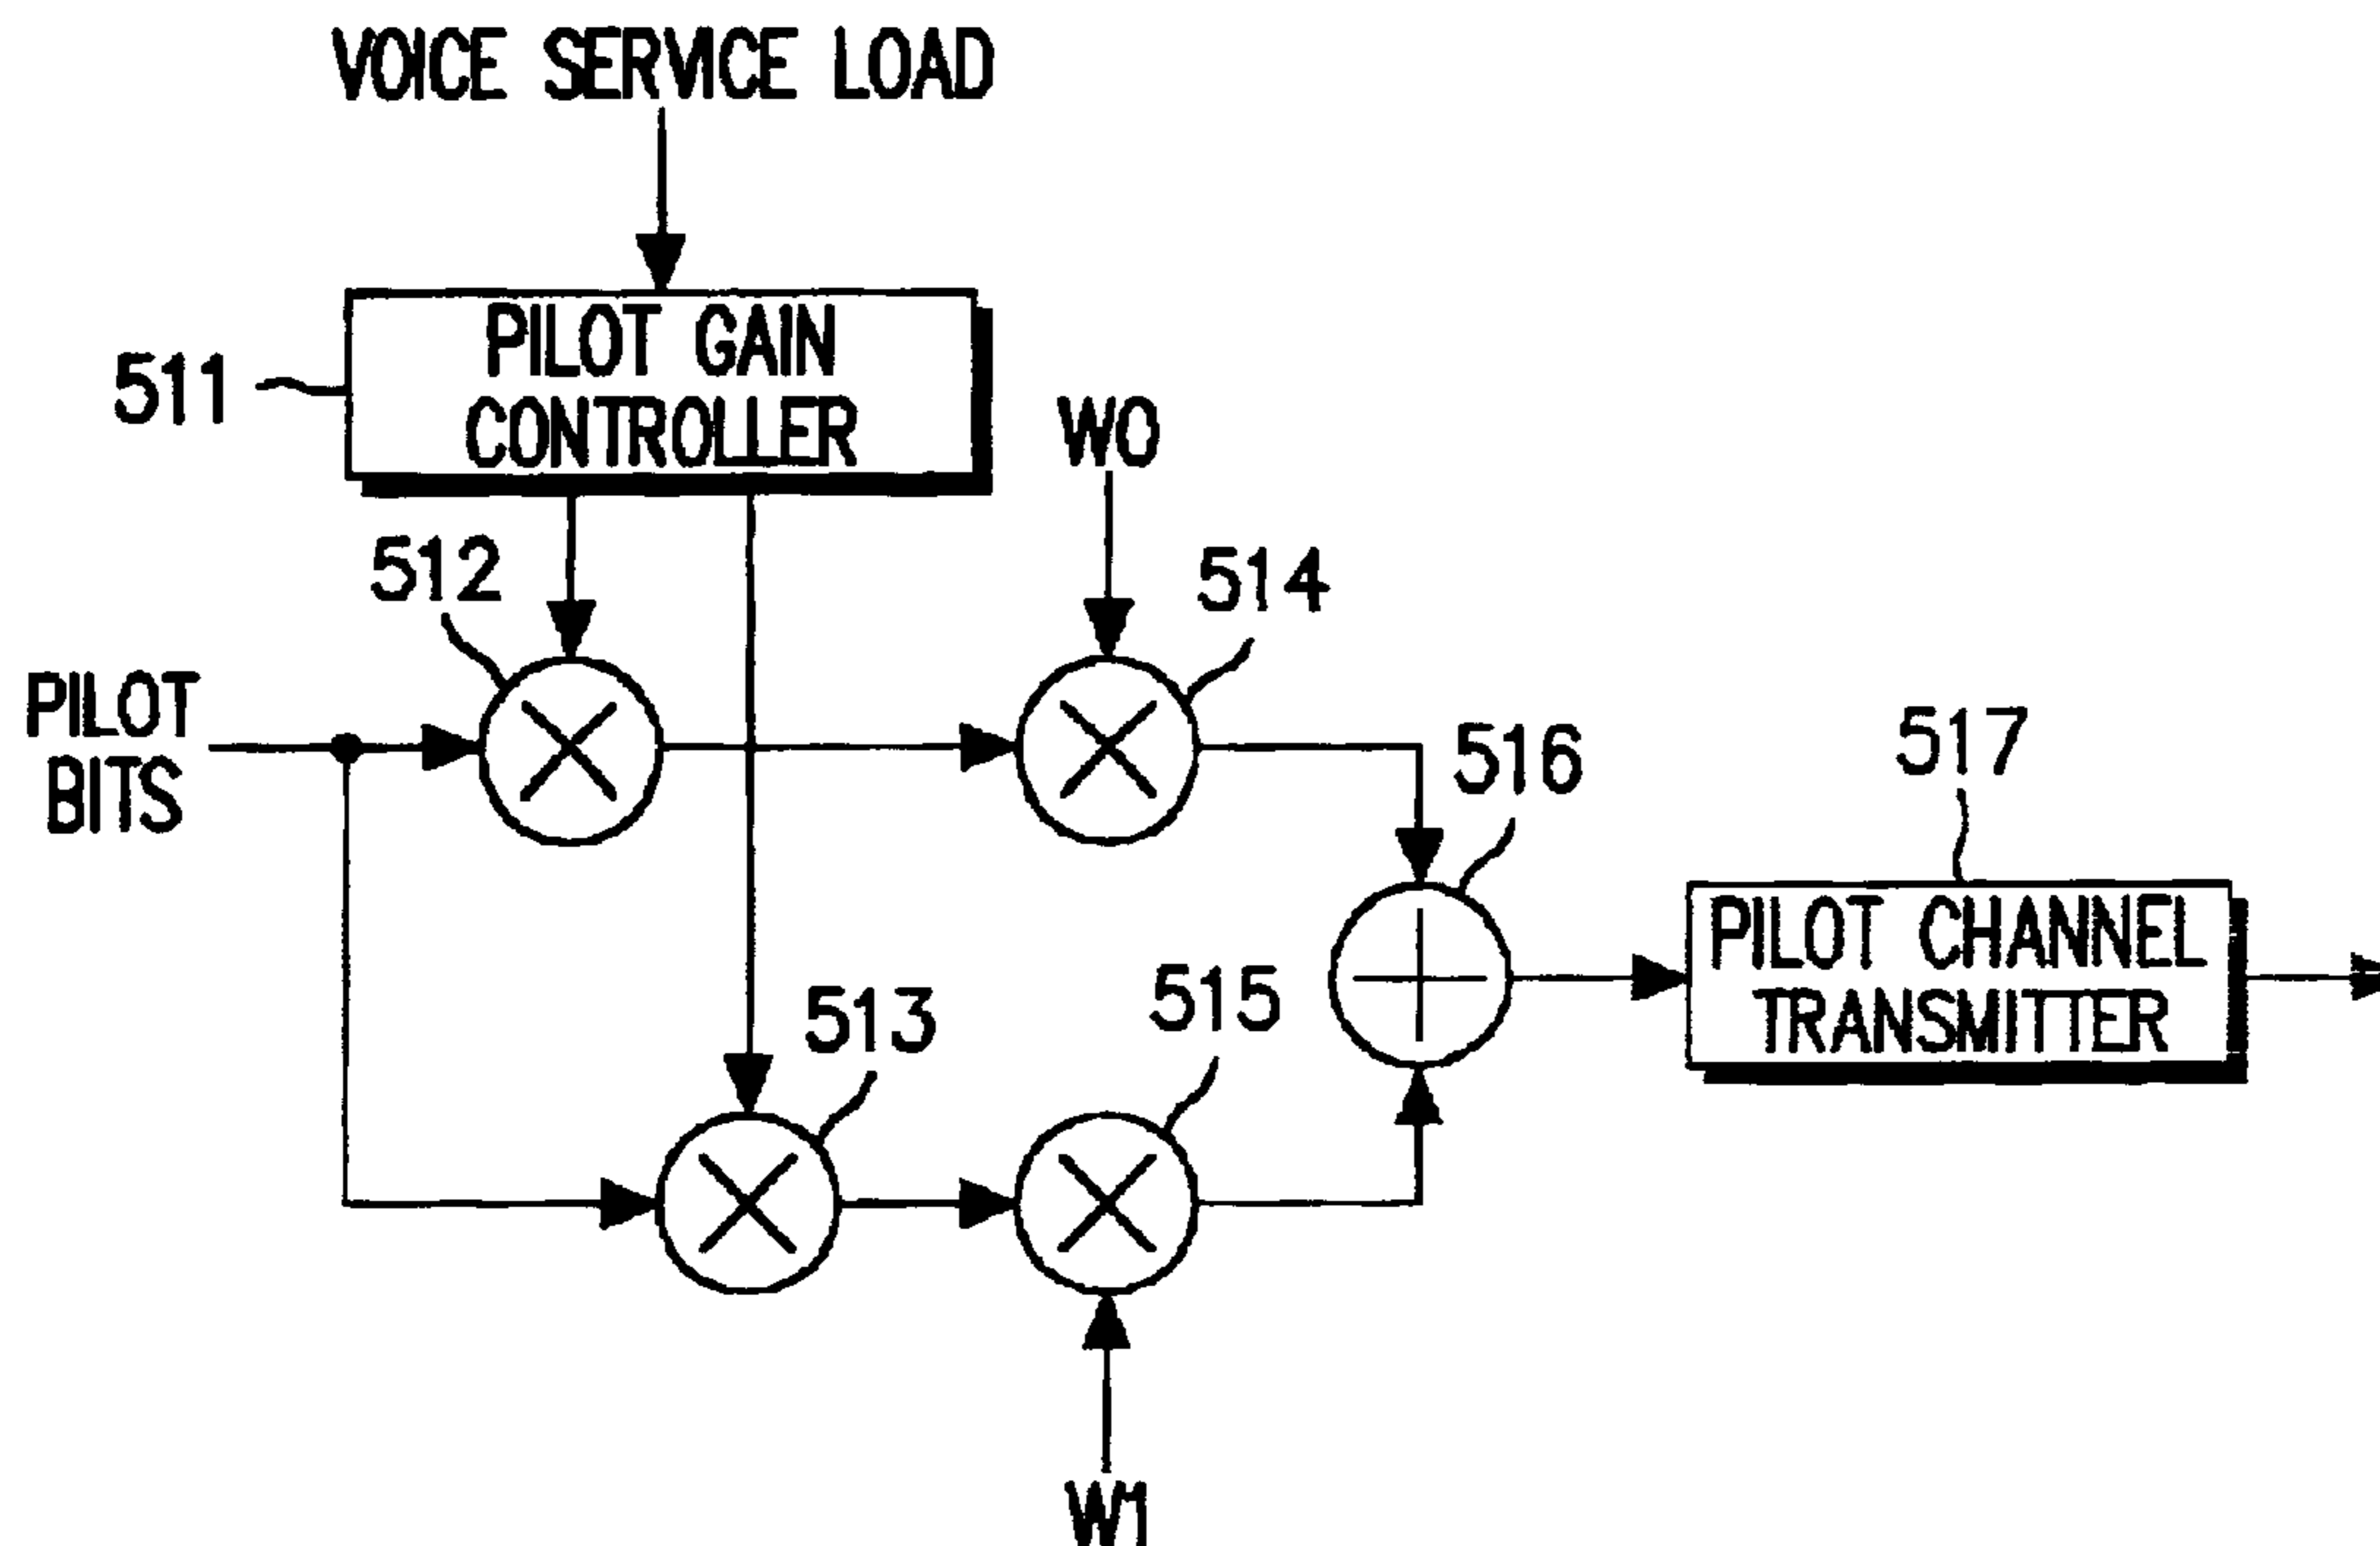 VOICE SERVICE LOAD
PILOT GAIN
CONTROLLER
511
WO
512
514
PILOT
BITS
516
517
PILOT CHANNEL
TRANSMITTER
513
515
W1